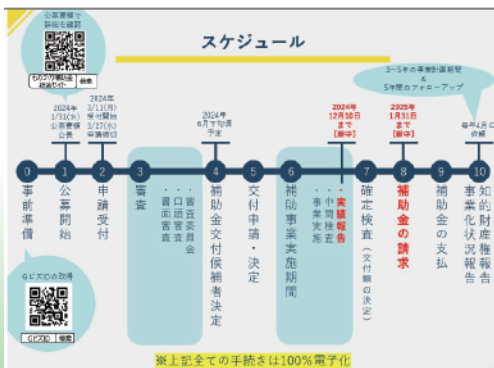 公募要領で
詳細を確認
ものづくり補助金
総合サイト 検索
スケジュール
3~5年の事業計画期間
&
5年間のフォローアップ
2024年
1/31(水)
公募要領
公表
2024年
3/11(月)
受付開始
3/27(水)
申請締切
2024年
6月下旬頃
予定
2024年
12月10日
まで
【厳守】
2025年
1月31日
まで
【厳守】
毎年4月に
依頼
0
事前準備
1
公募開始
2
申請受付
3
審査
・書面審査
・口頭審査
・審査委員会
4
補助金交付候補者決定
5
交付申請・決定
6
補助事業実施期間
・事業実施
・中間検査
・実績報告
7
確定検査(交付額の決定)
8
補助金の請求
9
補助金の支払
10
事業化状況報告
知的財産権報告
GビズIDの取得
GビズID 検索
※上記全ての手続きは100%電子化